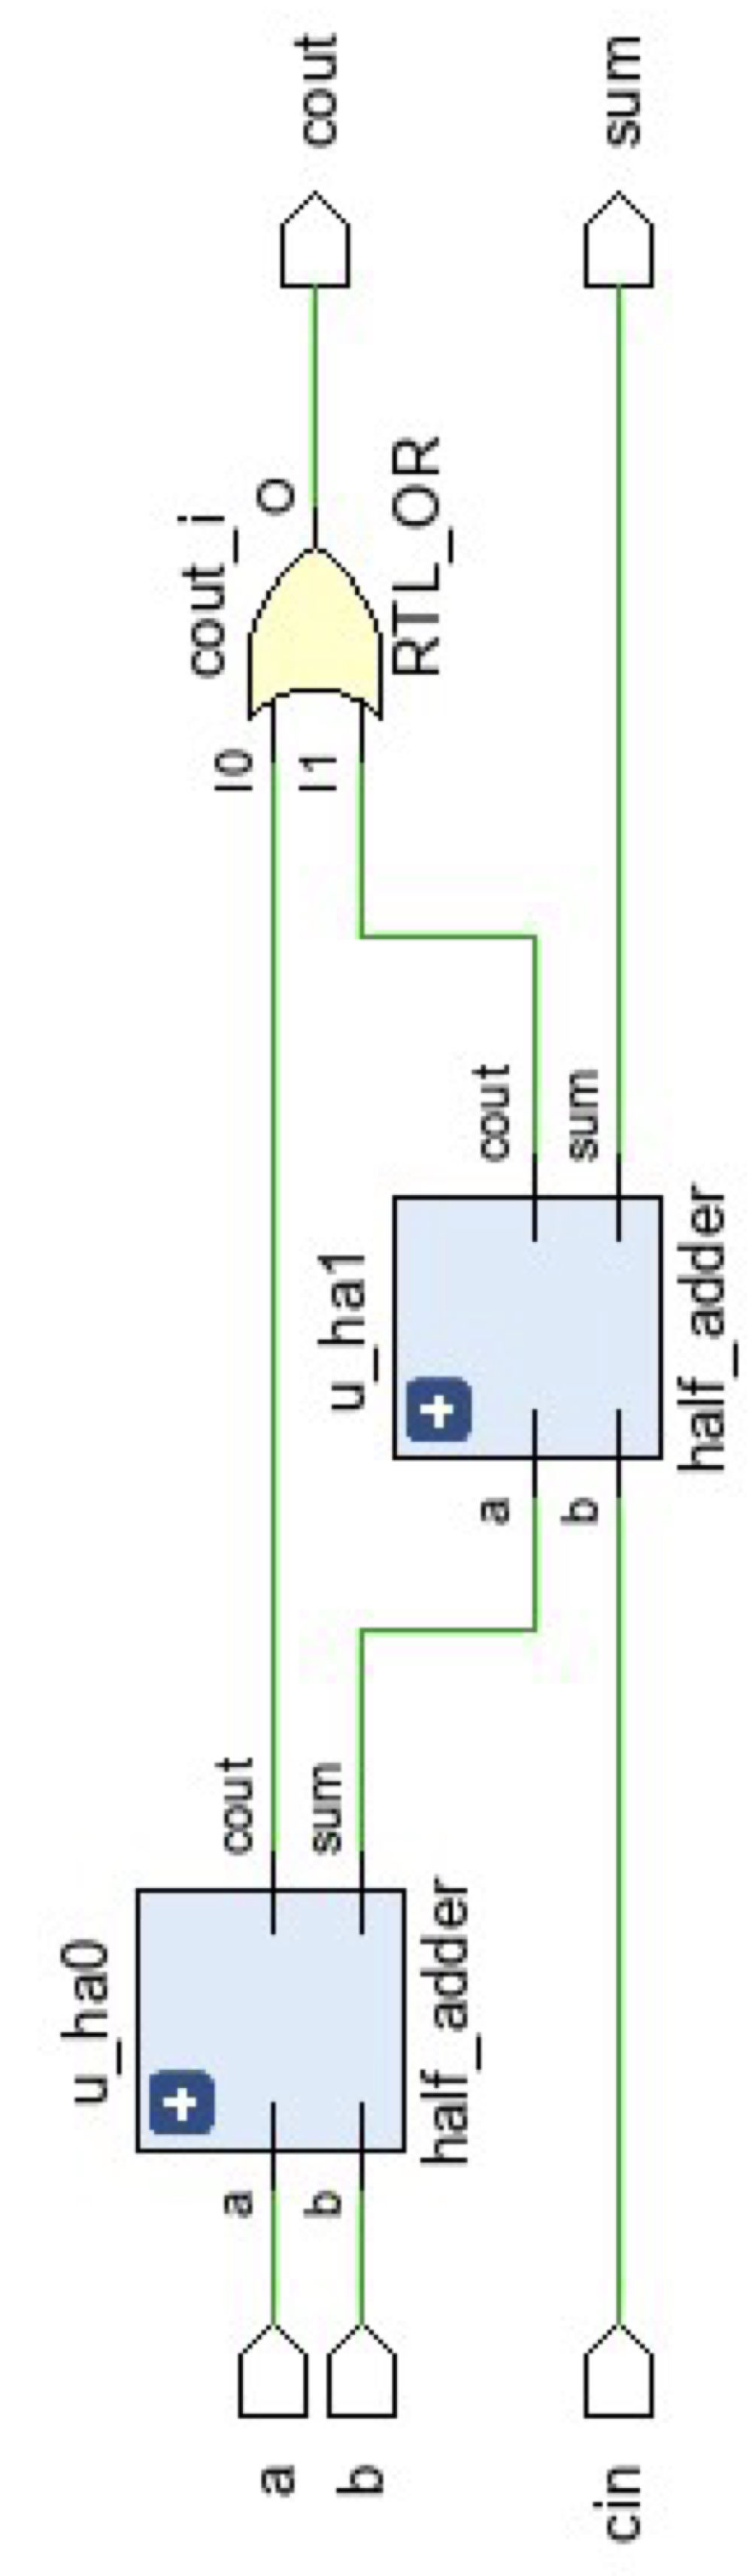 u_ha0
a
cout
b
sum
half_adder
a
b
cin
u_ha1
a
cout
b
sum
half_adder
cout_i
I0
I1
O
RTL_OR
cout
sum